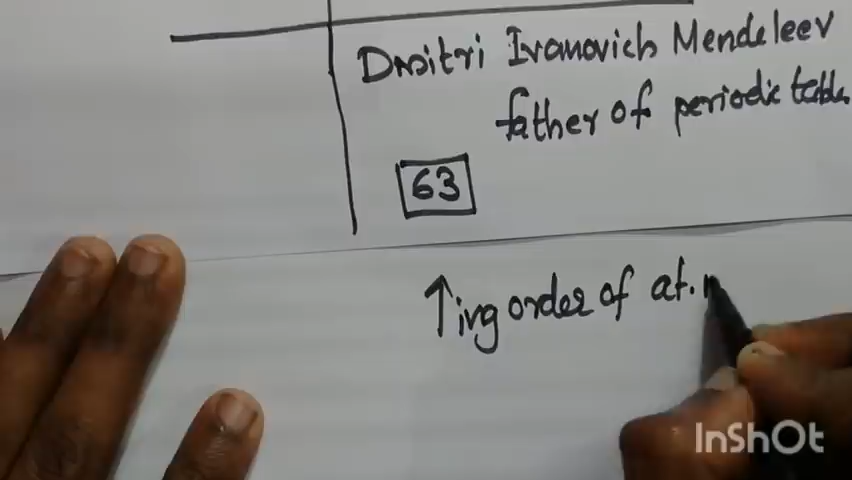 Dmitri Ivanovich Mendeleev
father of periodic table.
63
↑ing order of at.
InShOt